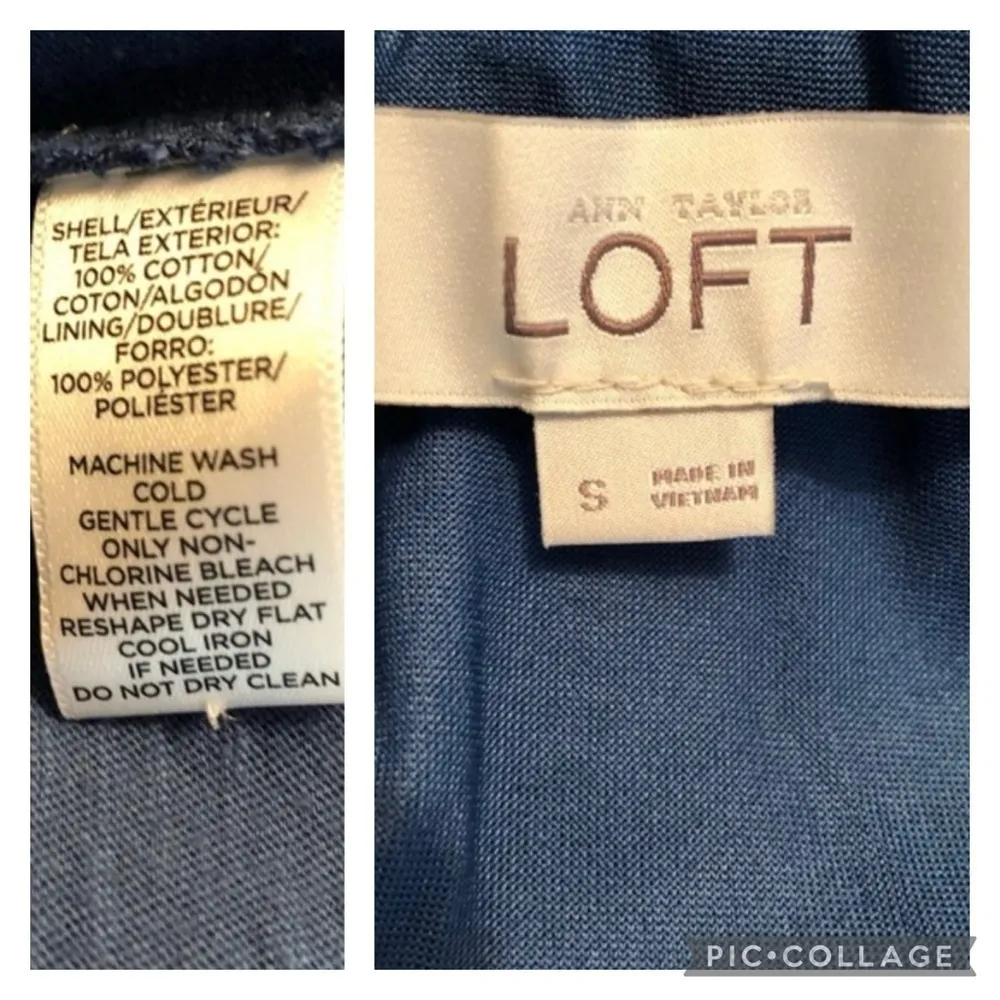 SHELL/EXTÉRIEUR/
TELA EXTERIOR:
100% COTTON/
COTON/ALGODÓN
LINING/DOUBLURE/
FORRO:
100% POLYESTER/
POLIÉSTER
MACHINE WASH
COLD
GENTLE CYCLE
ONLY NON-
CHLORINE BLEACH
WHEN NEEDED
RESHAPE DRY FLAT
COOL IRON
IF NEEDED
DO NOT DRY CLEAN
ANN TAYLOR
LOFT
S
MADE IN
VIETNAM
PIC•COLLAGE